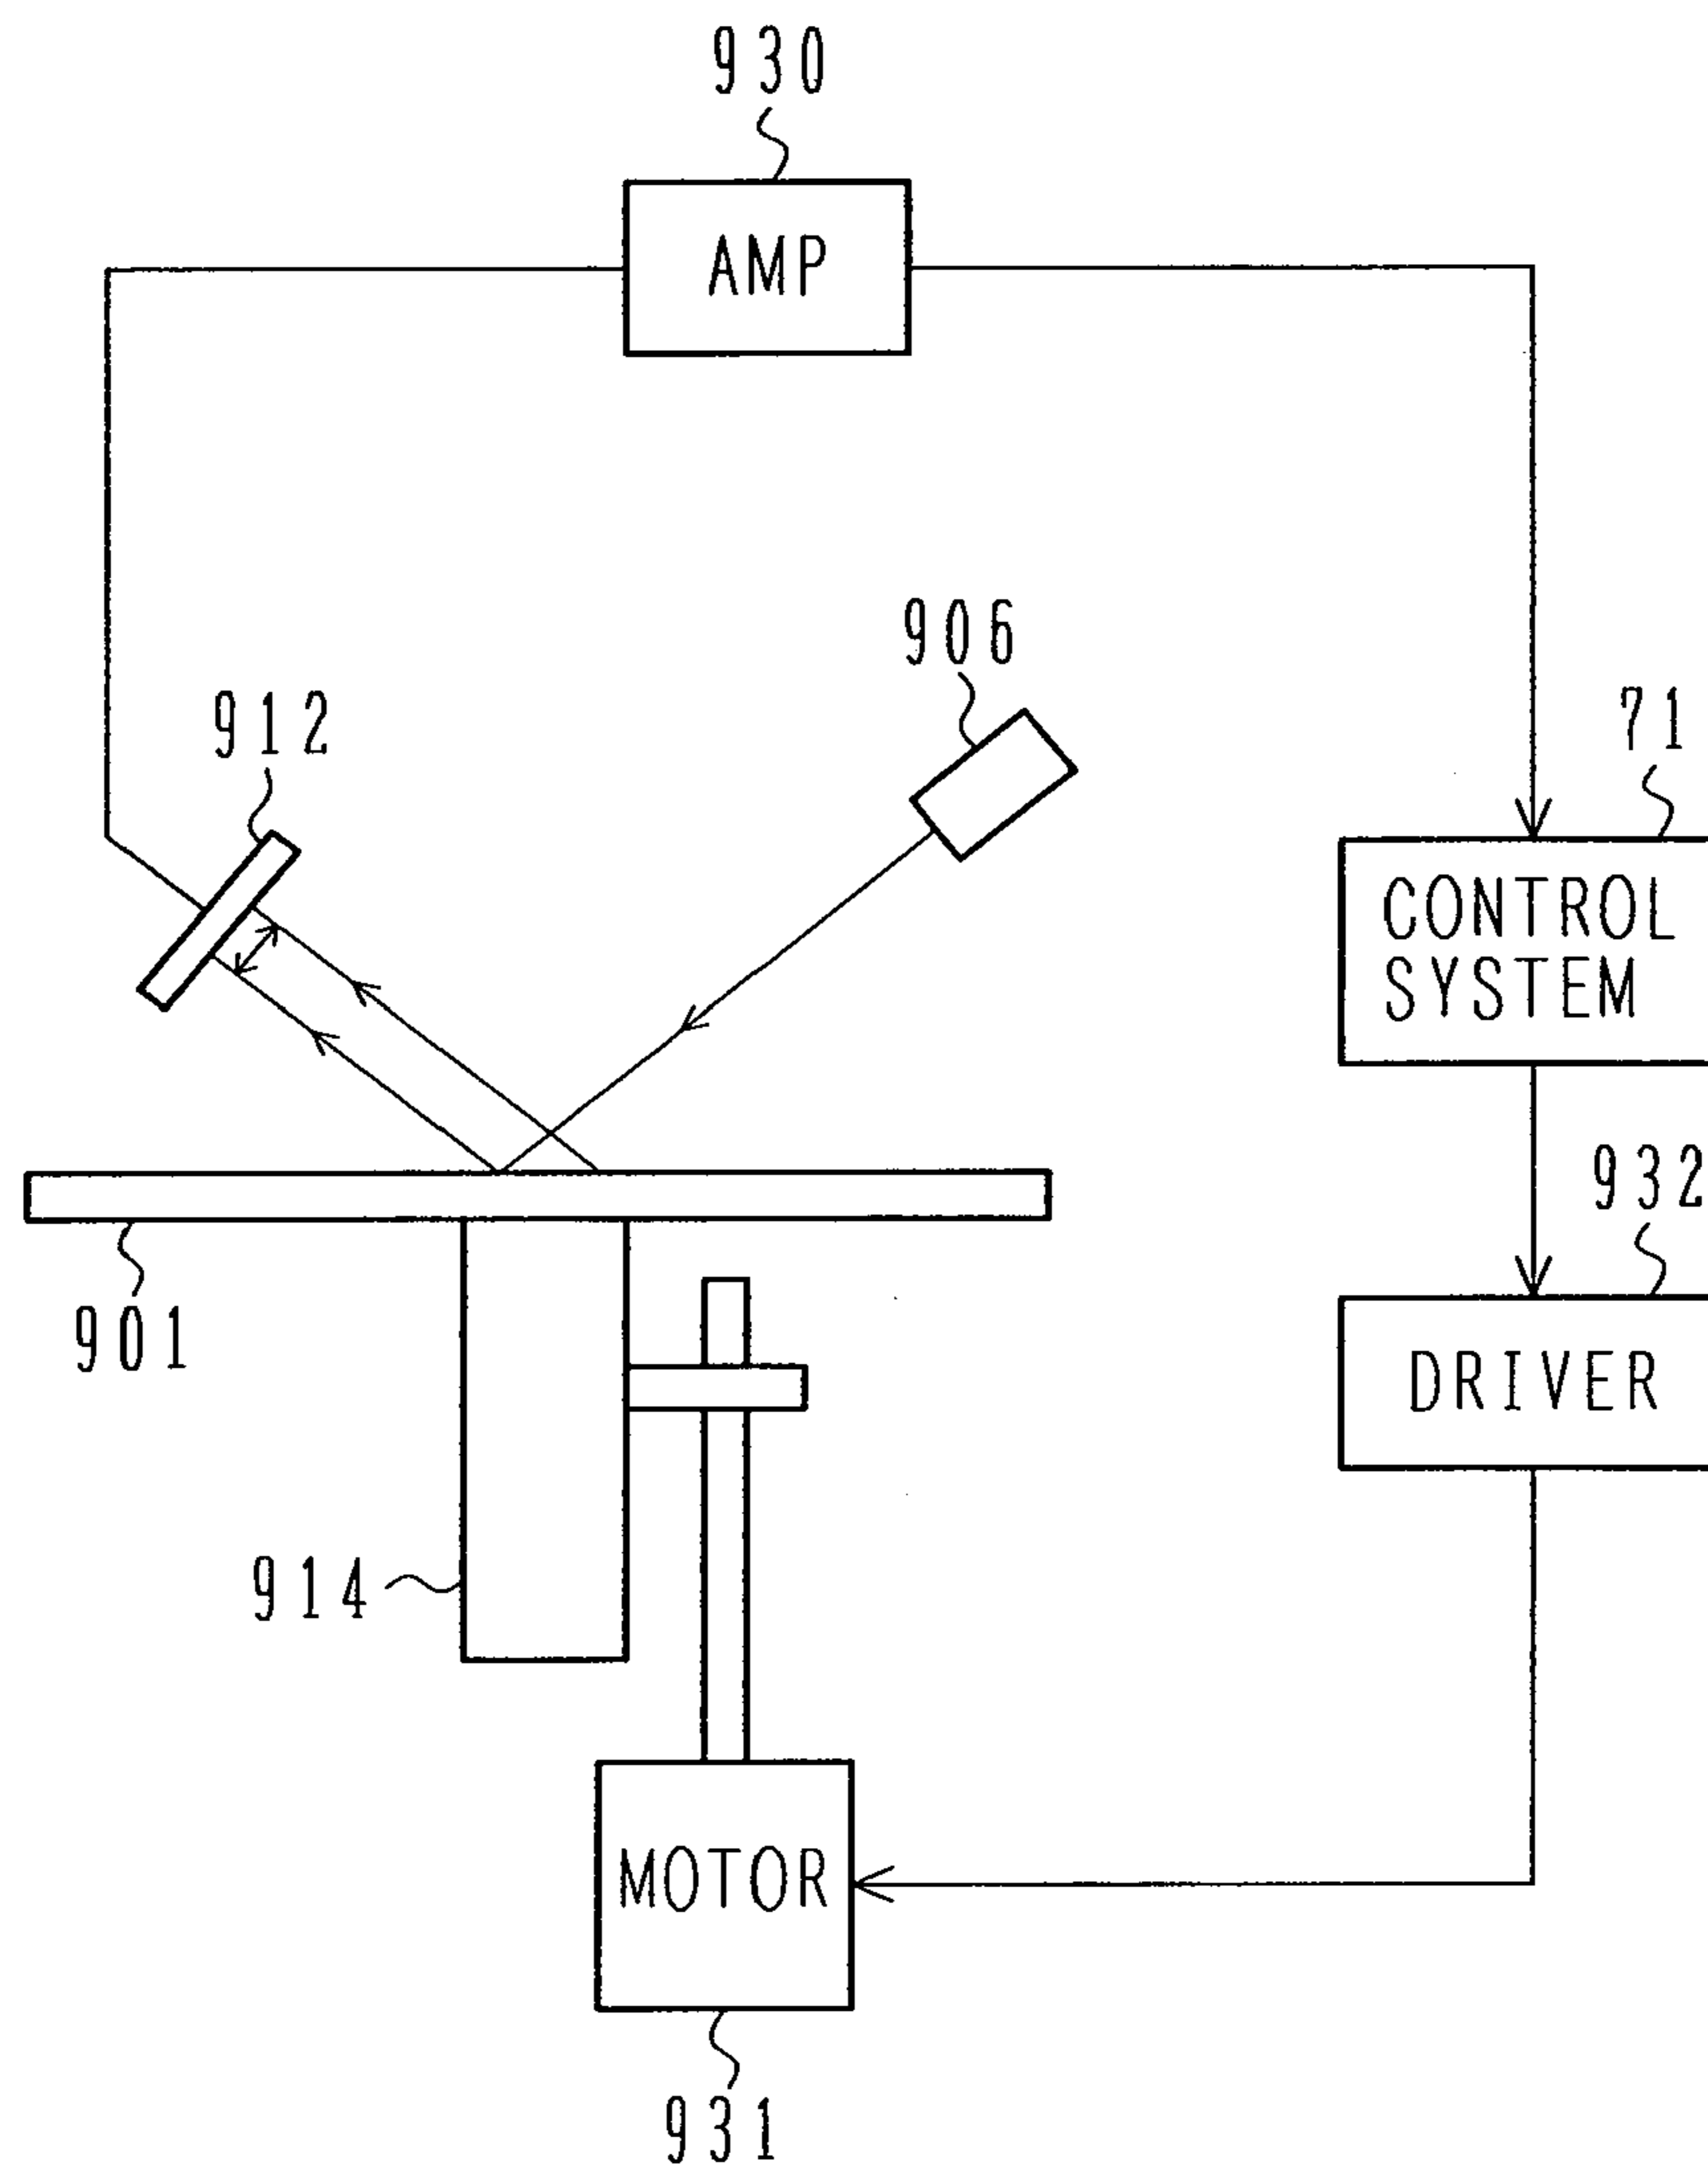 930
AMP
906
912
71
CONTROL
SYSTEM
932
901
DRIVER
914
MOTOR
931